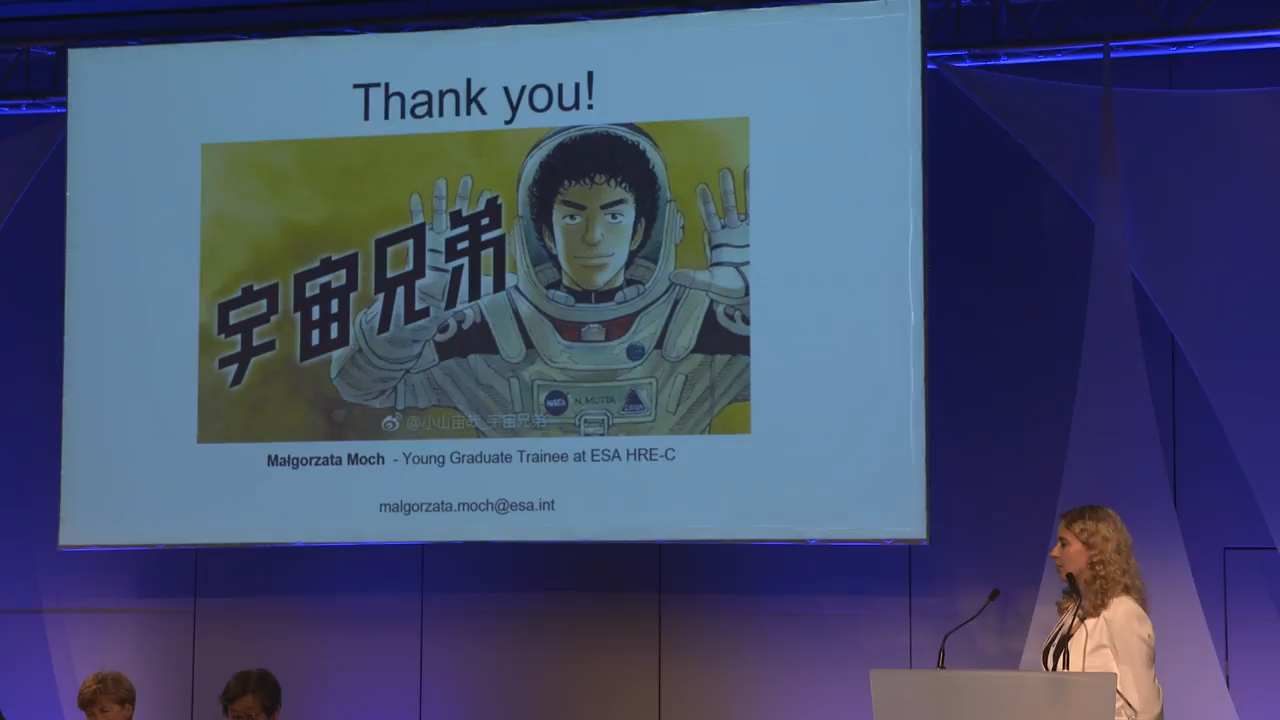 Thank you!
宇宙兄弟
N.MUTTA
Małgorzata Moch - Young Graduate Trainee at ESA HRE-C
malgorzata.moch@esa.int